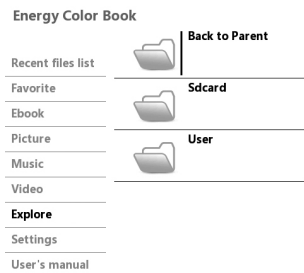 Energy Color Book
Recent files list
Favorite
Ebook
Picture
Music
Video
Explore
Settings
User's manual
Back to Parent
Sdcard
User